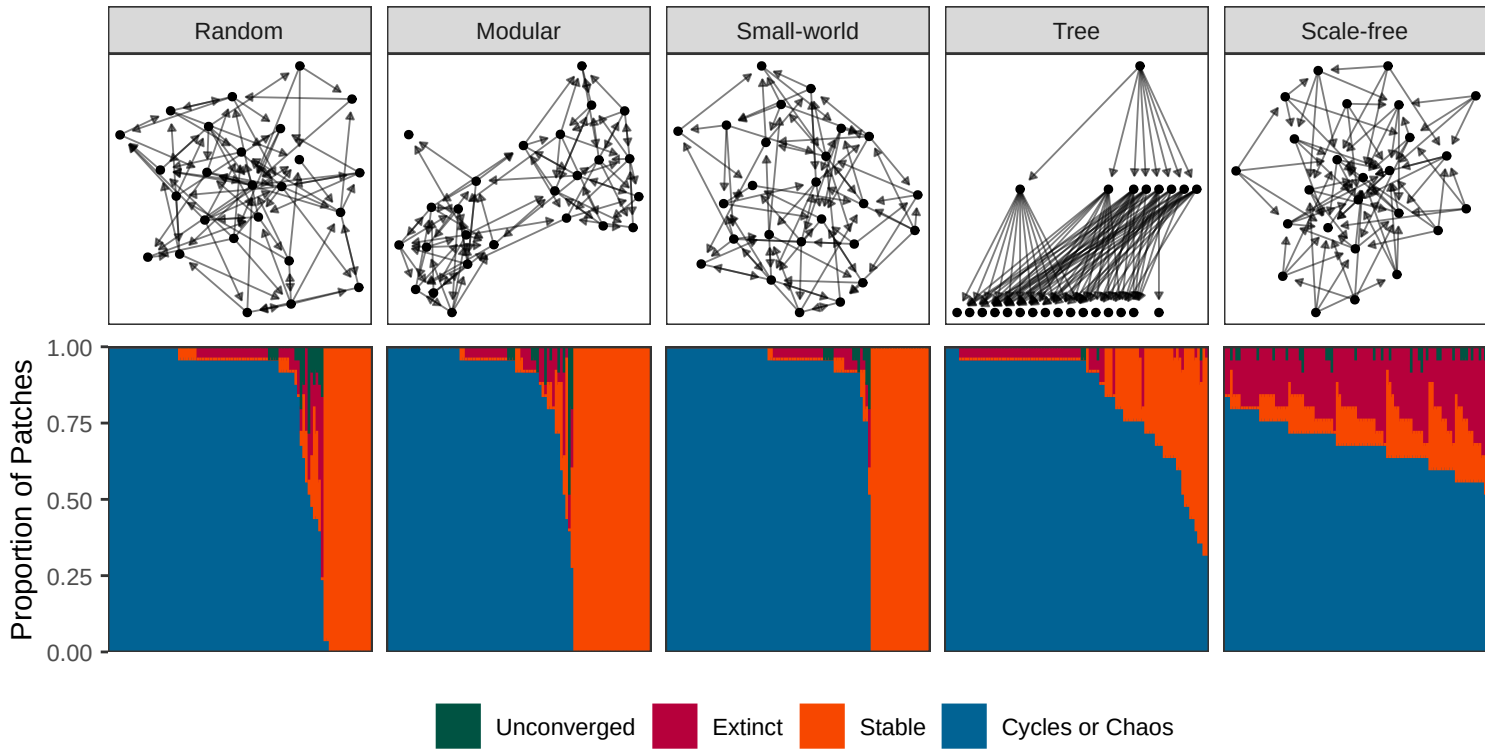 Random Modular Small-world Tree Scale-free
Proportion of Patches
1.00
0.75
0.50
0.25
0.00
Unconverged Extinct Stable Cycles or Chaos